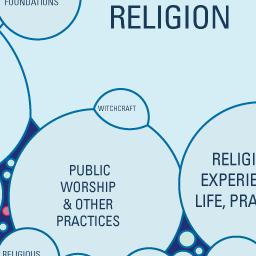 FOUNDATIONS
RELIGION
WITCHCRAFT
PUBLIC
WORSHIP
& OTHER
PRACTICES
RELIGI
EXPERIE
LIFE, PRA
RELIGIOUS